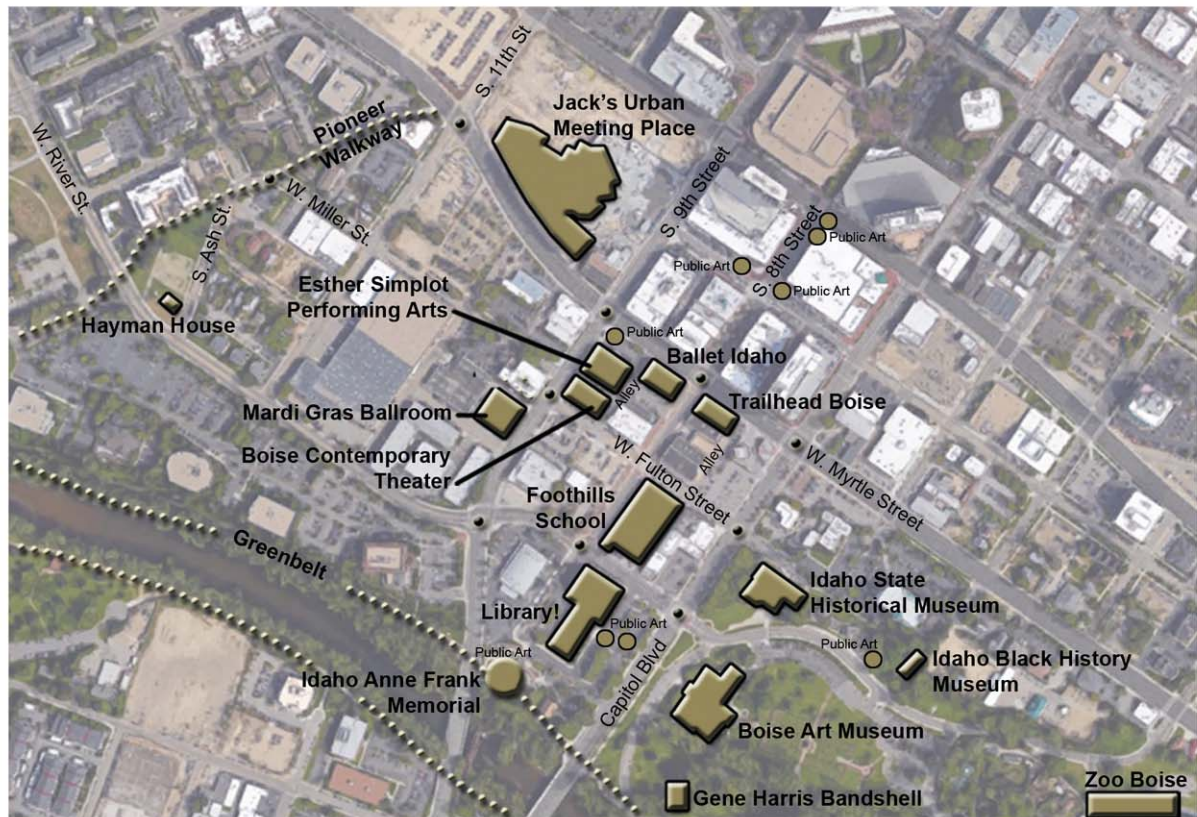 S. 11th St
Jack's Urban
Meeting Place
Pioneer
Walkway
W. River St.
W. Miller St.
S. Ash St.
S. 9th Street
S. 8th Street
Public Art
Public Art
Public Art
Esther Simplot
Performing Arts
Hayman House
Public Art
Ballet Idaho
Alley
Trailhead Boise
Mardi Gras Ballroom
Boise Contemporary
Theater
W. Fulton Street
Alley
W. Myrtle Street
Foothills
School
Greenbelt
Idaho State
Historical Museum
Library!
Public Art
Public Art
Public Art
Idaho Black History
Museum
Idaho Anne Frank
Memorial
Capitol Blvd
Boise Art Museum
Zoo Boise
Gene Harris Bandshell